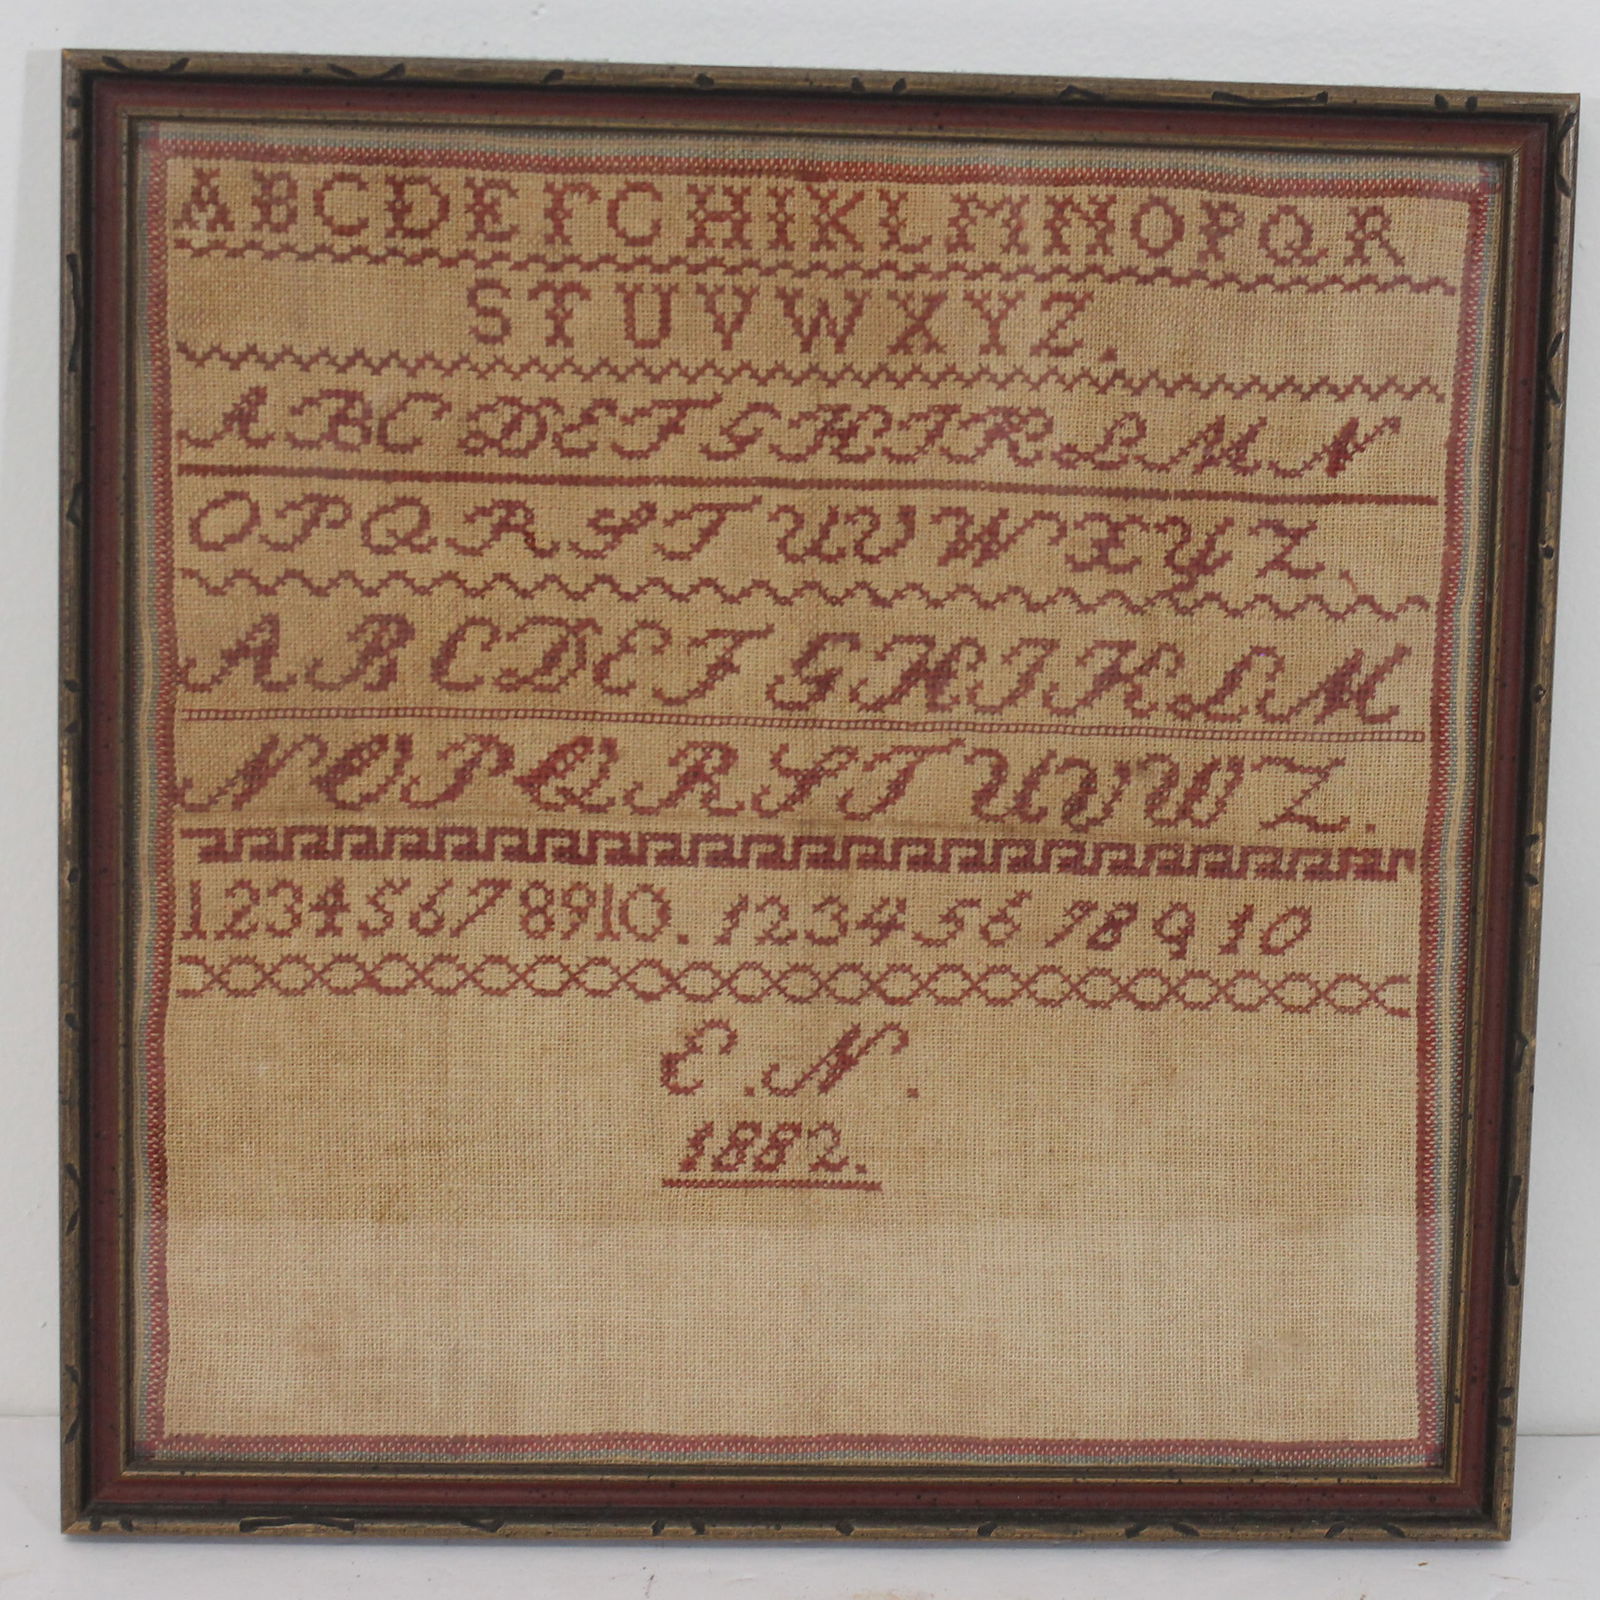 ABCDEFGHIKLMNOPQR
STUVWXYZ.
ABCDEFGHIKLMN
OPQRSTUVWXYZ.
ABCDEFGHIKLM
NOPQRSTUVWZ.
12345678910. 12345678910
E.N.
1882.